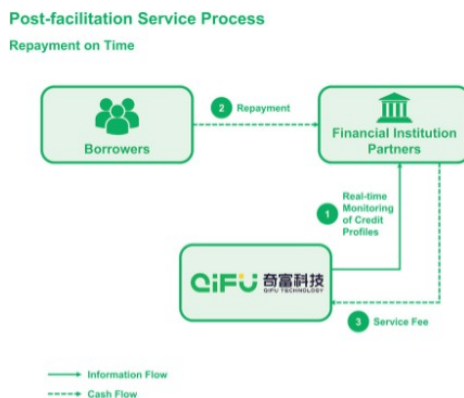 Post-facilitation Service Process
Repayment on Time
2 Repayment
Borrowers
Financial Institution
Partners
1
Real-time
Monitoring
of Credit
Profiles
QIFU 奇富科技
QIFU TECHNOLOGY
3 Service Fee
Information Flow
Cash Flow